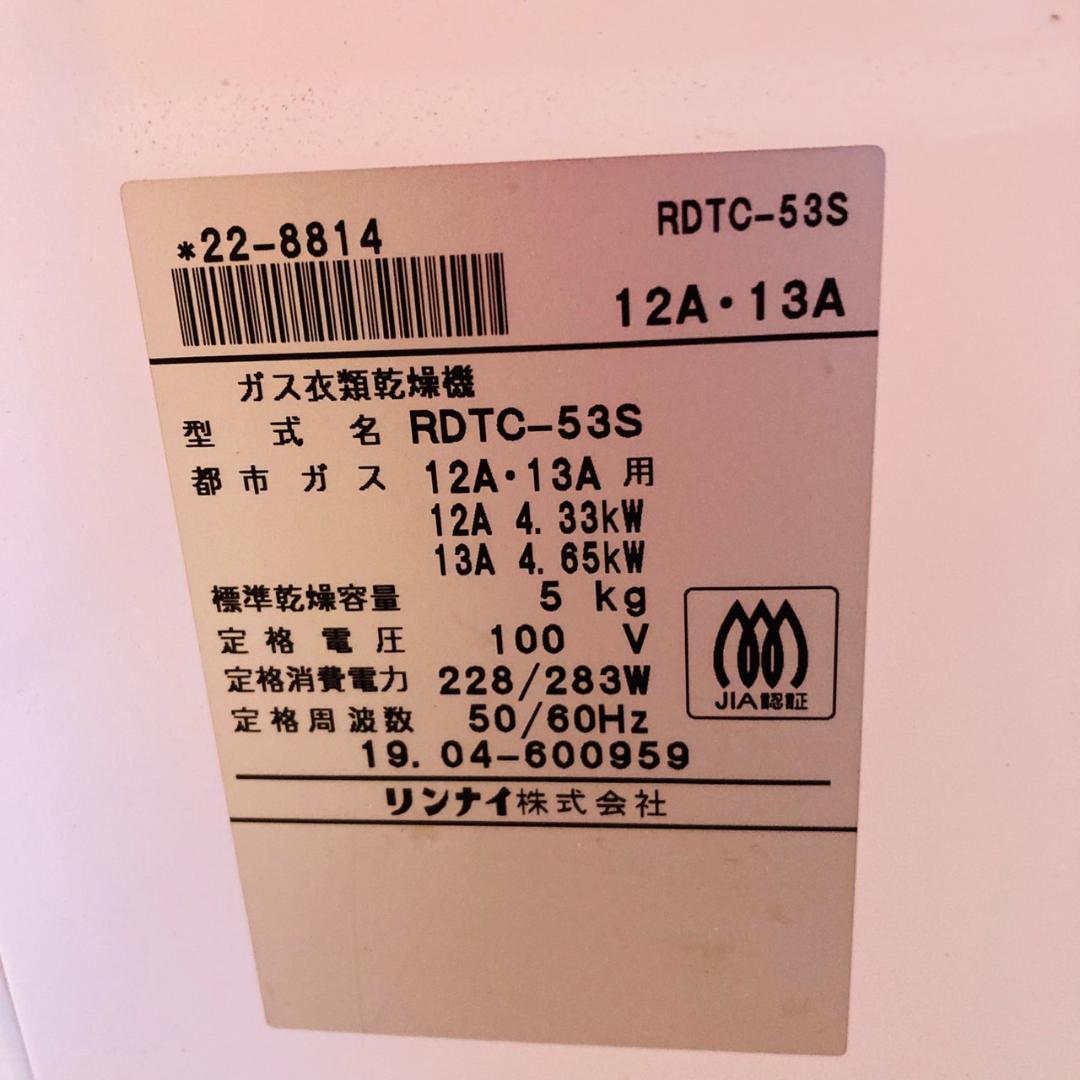 *22-8814
RDTC-53S
12A・13A
ガス衣類乾燥機
型式名 RDTC-53S
都市ガス 12A・13A 用
12A 4.33kW
13A 4.65kW
標準乾燥容量 5 kg
定格電圧 100 V
定格消費電力 228/283W
定格周波数 50/60Hz
19.04-600959
JIA認証
リンナイ株式会社